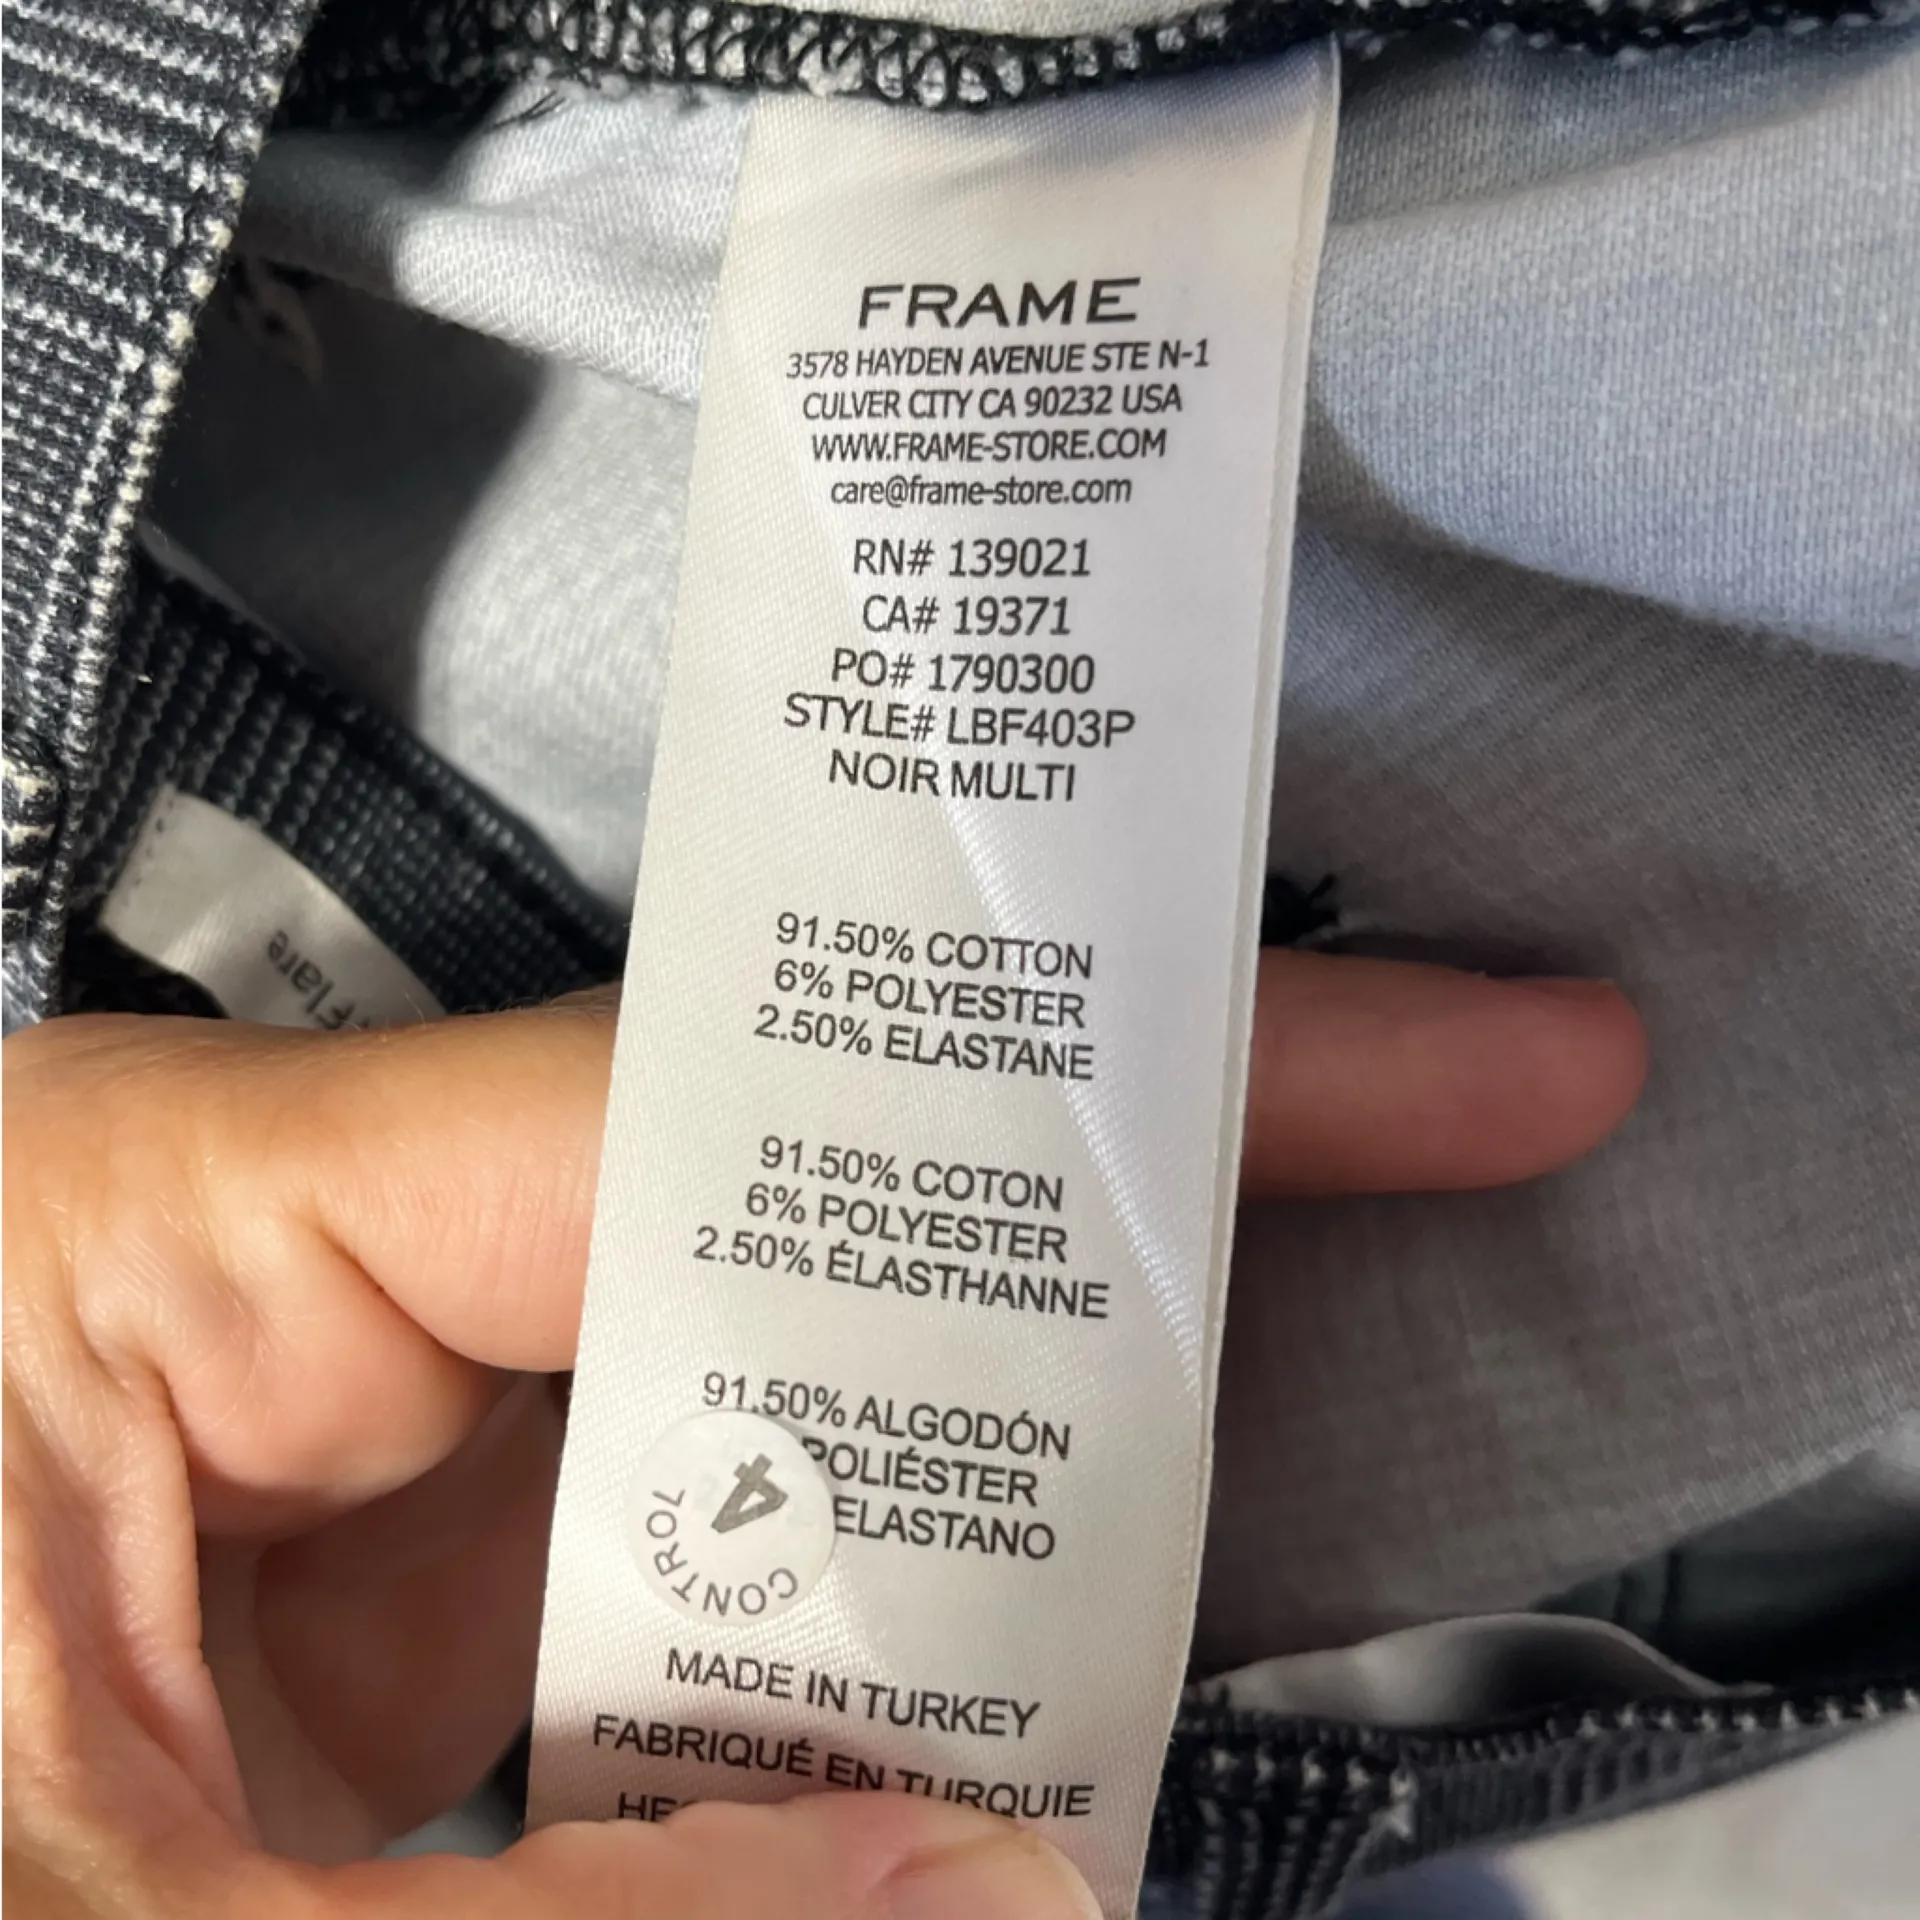 FRAME
3578 HAYDEN AVENUE STE N-1
CULVER CITY CA 90232 USA
WWW.FRAME-STORE.COM
care@frame-store.com
RN# 139021
CA# 19371
PO# 1790300
STYLE# LBF403P
NOIR MULTI
91.50% COTTON
6% POLYESTER
2.50% ELASTANE
91.50% COTON
6% POLYESTER
2.50% ÉLASTHANNE
91.50% ALGODÓN
POLIÉSTER
ELASTANO
4
CONTROL
MADE IN TURKEY
FABRIQUÉ EN TURQUIE
Flare